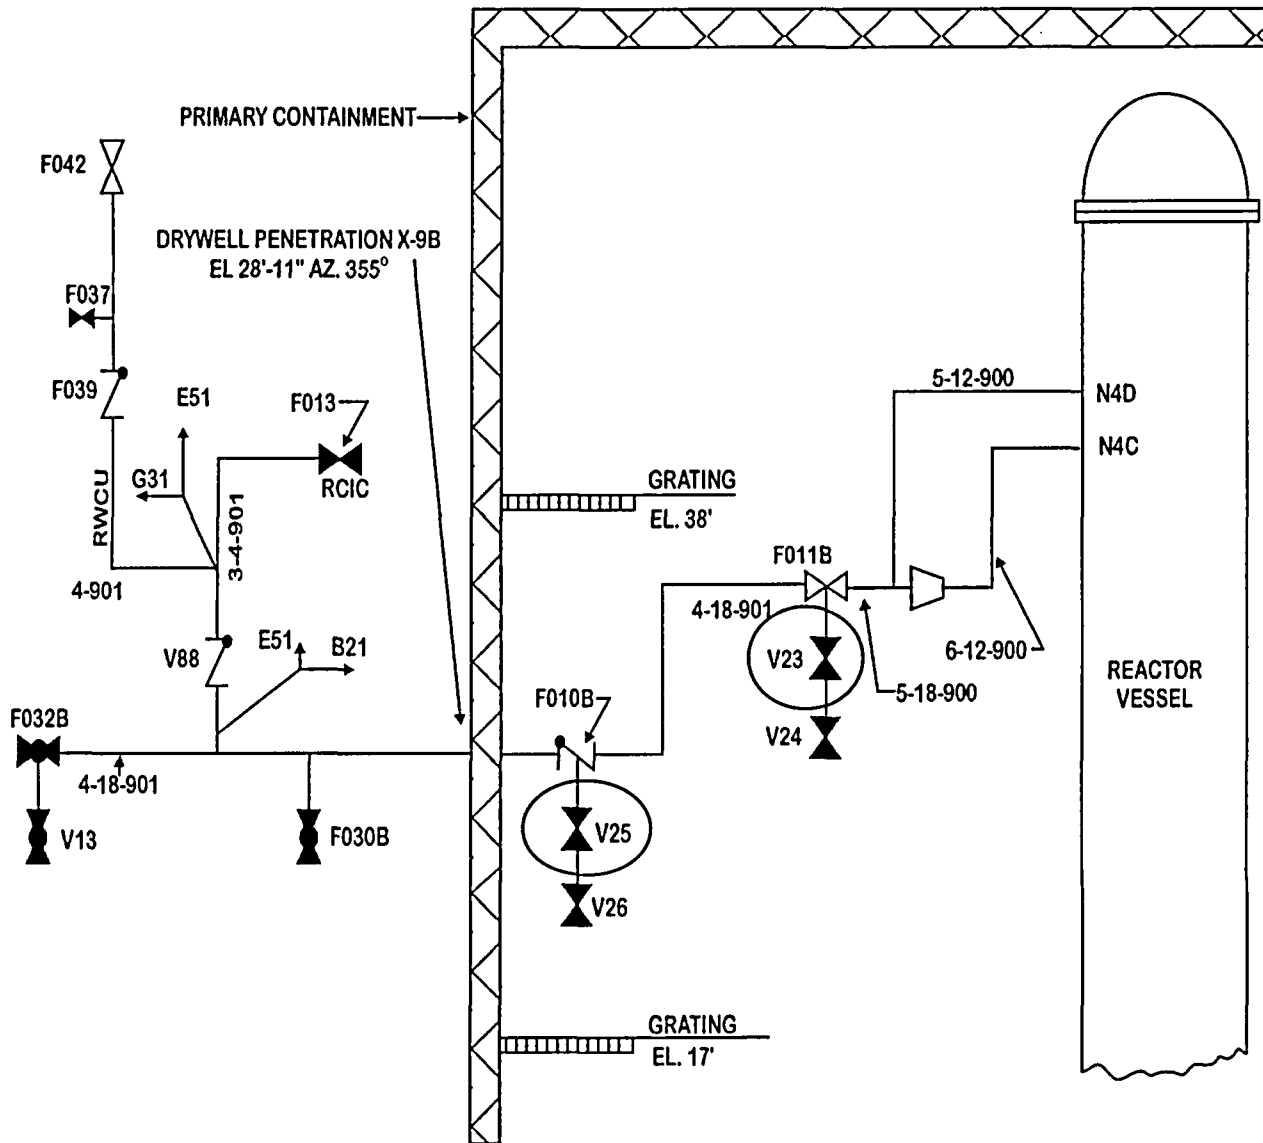 PRIMARY CONTAINMENT
F042
DRYWELL PENETRATION X-9B
EL 28'-11" AZ. 355°
F037
F039
E51
F013
G31
RCIC
RWCU
3-4-901
4-901
V88
E51
B21
F032B
4-18-901
V13
F030B
5-12-900
N4D
N4C
GRATING
EL. 38'
F011B
4-18-901
V23
6-12-900
5-18-900
V24
REACTOR
VESSEL
F010B
V25
V26
GRATING
EL. 17'